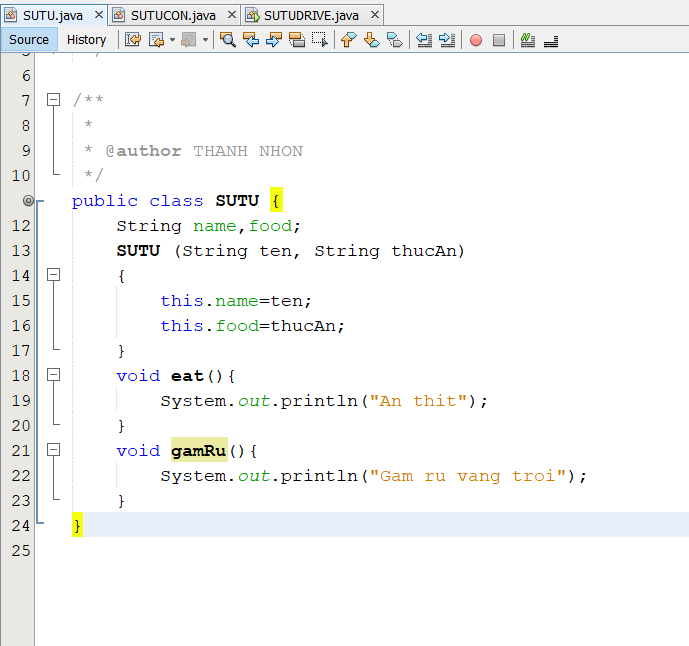 SUTU.java SUTUCON.java SUTUDRIVE.java
Source History
6
7 /**
8 *
9 * @author THANH NHON
10 */
public class SUTU {
12 String name,food;
13 SUTU (String ten, String thucAn)
14 {
15 this.name=ten;
16 this.food=thucAn;
17 }
18 void eat(){
19 System.out.println("An thit");
20 }
21 void gamRu(){
22 System.out.println("Gam ru vang troi");
23 }
24 }
25